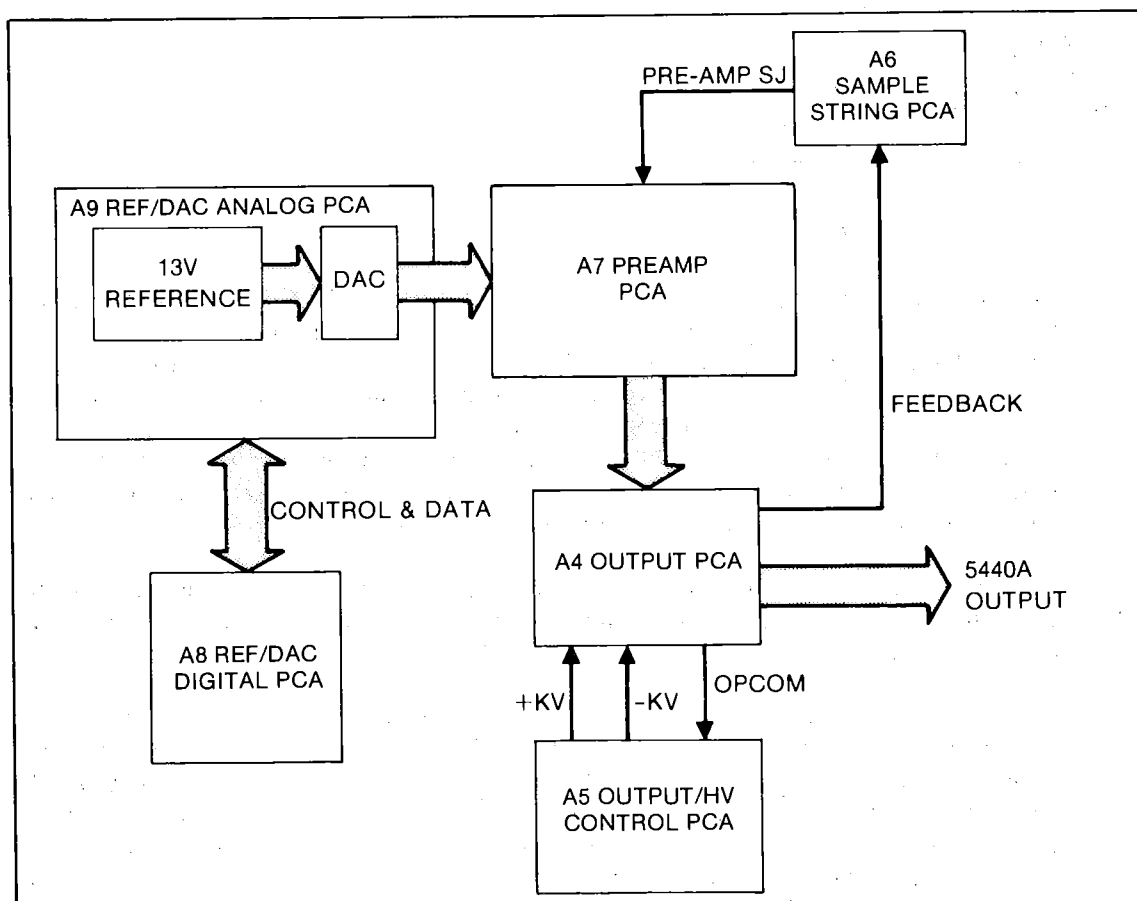 A6
SAMPLE
STRING PCA
PRE-AMP SJ
A9 REF/DAC ANALOG PCA
13V
REFERENCE
DAC
A7 PREAMP
PCA
FEEDBACK
CONTROL & DATA
A4 OUTPUT PCA
5440A
OUTPUT
A8 REF/DAC
DIGITAL PCA
+KV
-KV
OPCOM
A5 OUTPUT/HV
CONTROL PCA